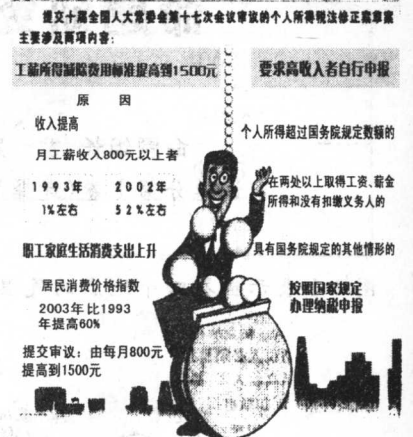 提交十届全国人大常委会第十七次会议审议的个人所得税法修正案草案
主要涉及两项内容：
工薪所得减除费用标准提高到1500元
原 因
收入提高
月工薪收入800元以上者
1993年 2002年
1%左右 52%左右
职工家庭生活消费支出上升
居民消费价格指数
2003年比1993
年提高60%
提交审议：由每月800元
提高到1500元
要求高收入者自行申报
个人所得超过国务院规定数额的
在两处以上取得工资、薪金
所得和没有扣缴义务人的
具有国务院规定的其他情形的
按照国家规定
办理纳税申报